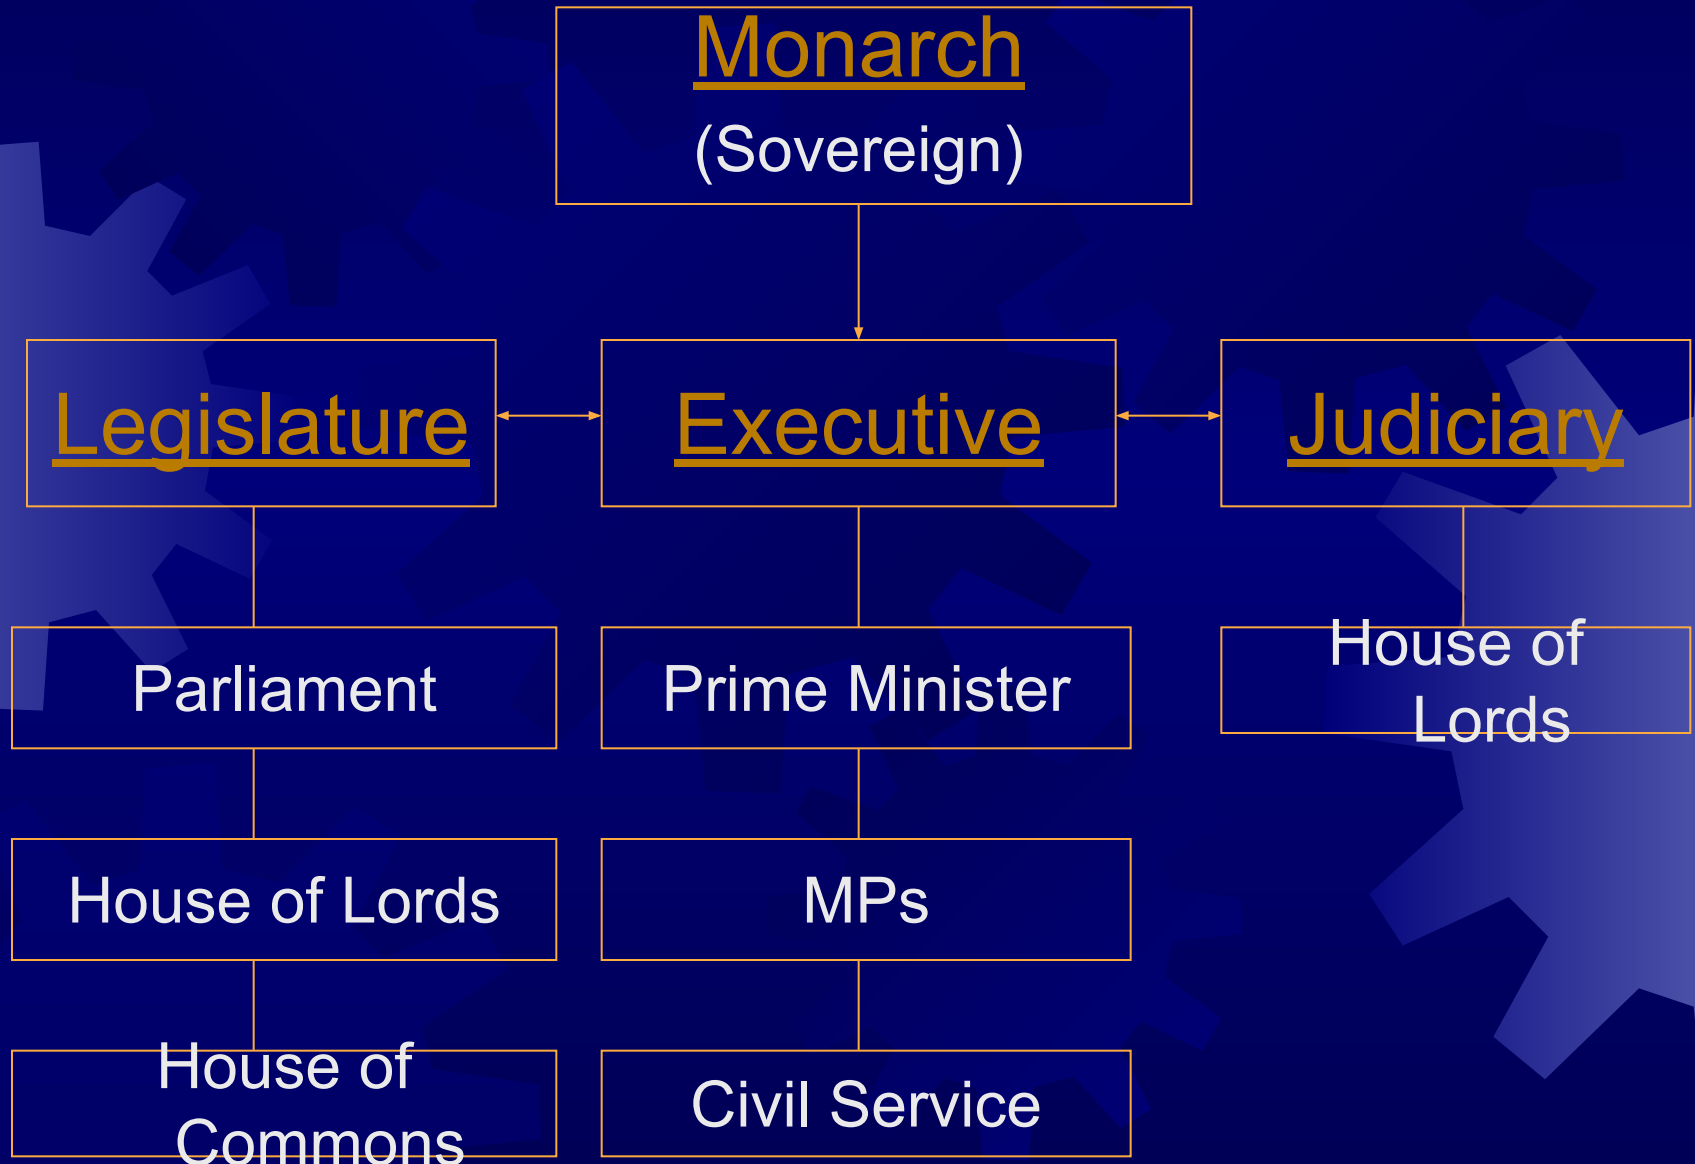 Monarch
(Sovereign)
Legislature
Executive
Judiciary
Parliament
Prime Minister
House of
Lords
House of Lords
MPs
House of
Commons
Civil Service